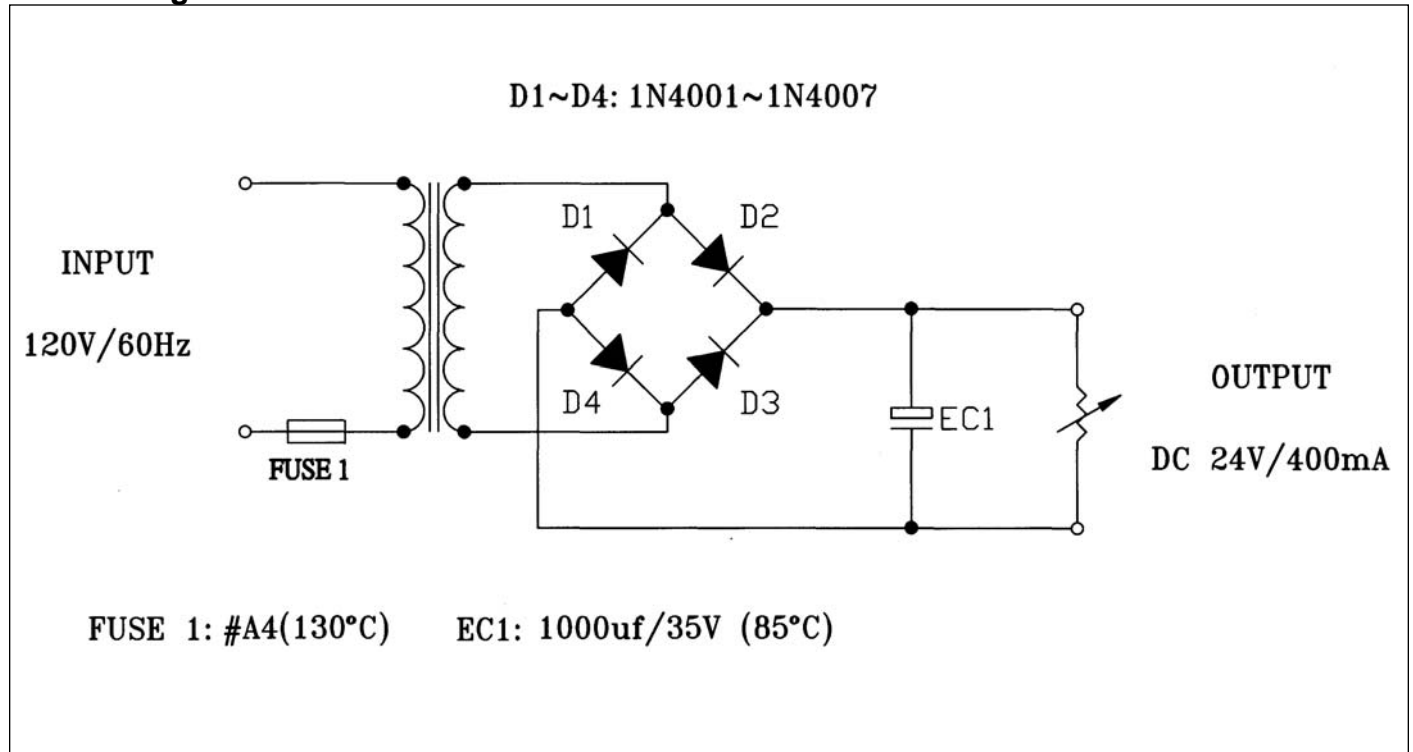 D1~D4: 1N4001~1N4007
D1
D2
INPUT
120V/60Hz
D4
D3
EC1
OUTPUT
DC 24V/400mA
FUSE 1
FUSE 1: #A4(130°C)
EC1: 1000uf/35V (85°C)